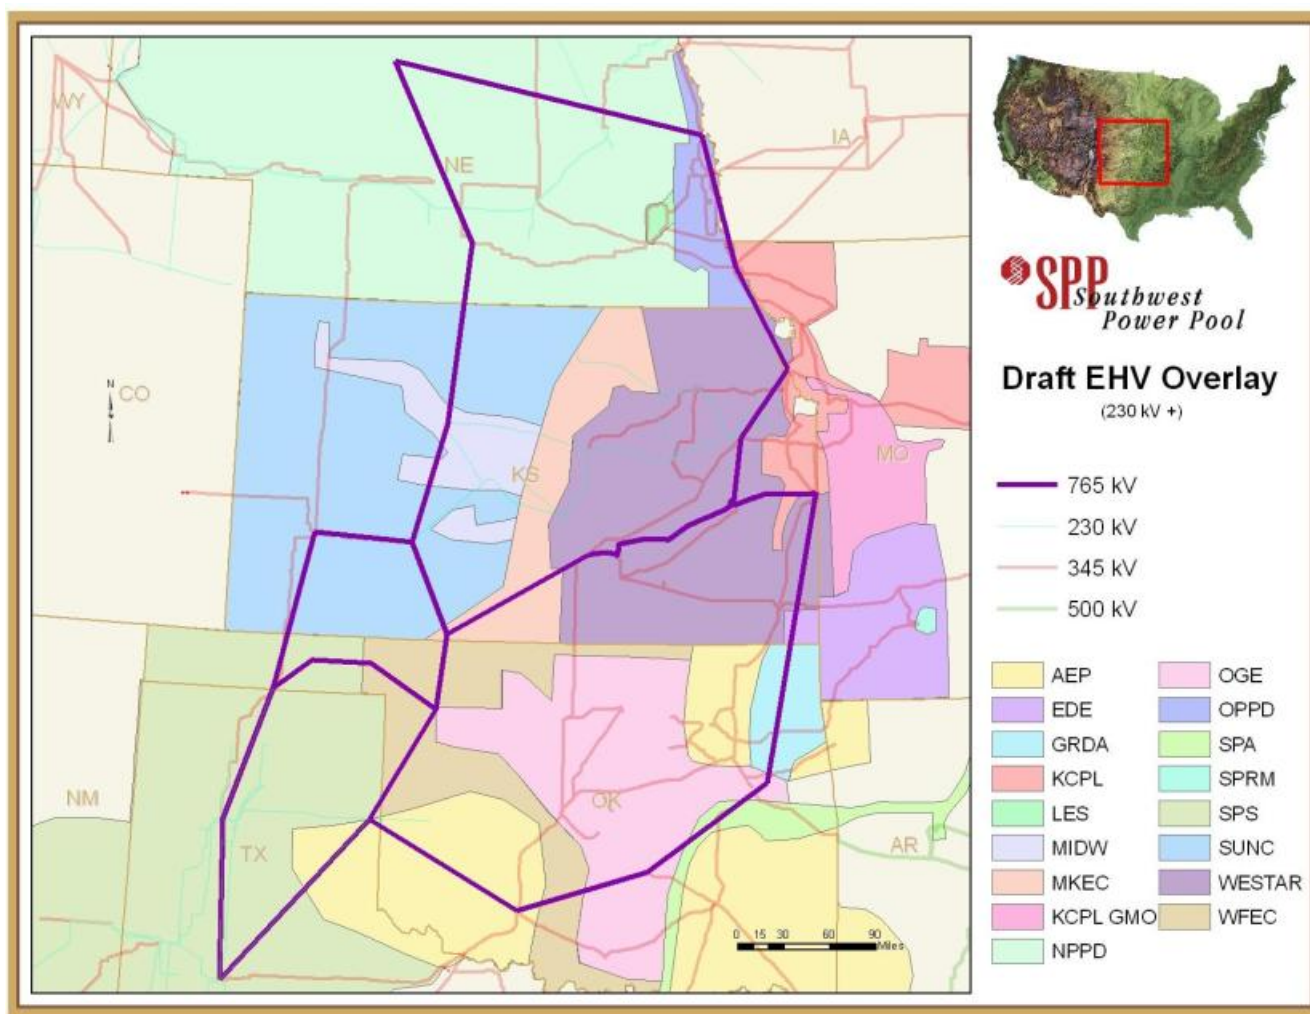 WY
NE
IA
N
CO
KS
MO
NM
TX
OK
AR
0 15 30 60 90
Miles
SPP
Southwest
Power Pool
Draft EHV Overlay
(230 kV +)
765 kV
230 kV
345 kV
500 kV
AEP
EDE
GRDA
KCPL
LES
MIDW
MKEC
KCPL GMO
NPPD
OGE
OPPD
SPA
SPRM
SPS
SUNC
WESTAR
WFEC